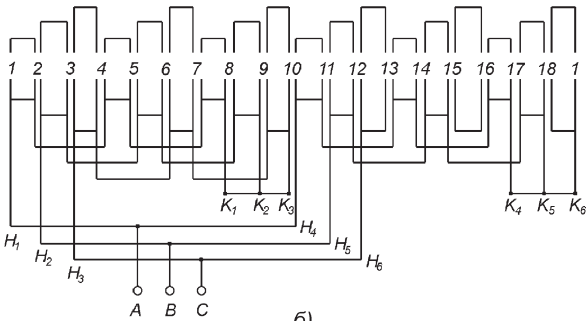 1 2 3 4 5 6 7 8 9 10 11 12 13 14 15 16 17 18 1
K₁ K₂ K₃ K₄ K₅ K₆
H₁ H₄
H₂ H₅
H₃ H₆
A B C
б)